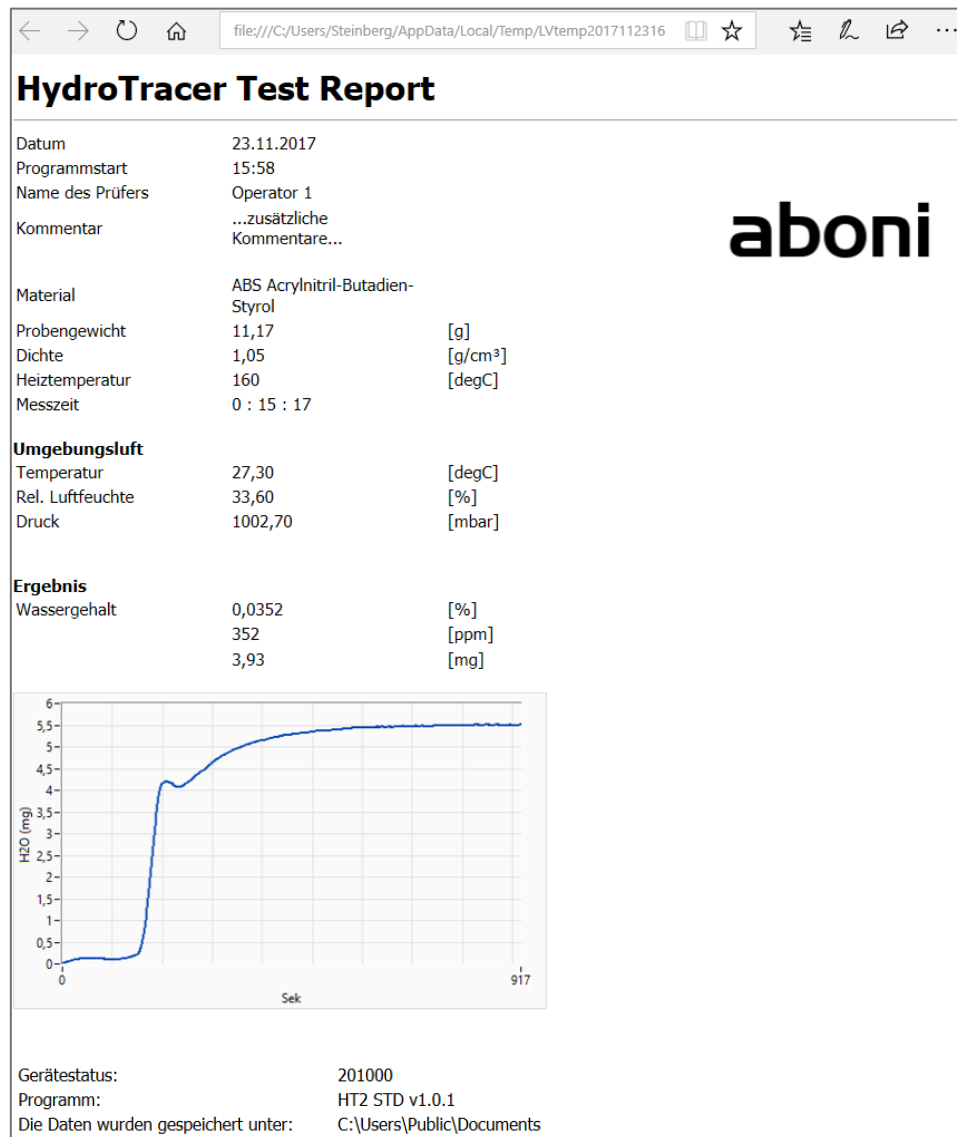 file:///C:/Users/Steinberg/AppData/Local/Temp/LVtemp2017112316
HydroTracer Test Report
Datum 23.11.2017
Programmstart 15:58
Name des Prüfers Operator 1
Kommentar ...zusätzliche
Kommentare...
aboni
Material ABS Acrylnitril-Butadien-
Styrol
Probengewicht 11,17 [g]
Dichte 1,05 [g/cm³]
Heiztemperatur 160 [degC]
Messzeit 0 : 15 : 17
Umgebungsluft
Temperatur 27,30 [degC]
Rel. Luftfeuchte 33,60 [%]
Druck 1002,70 [mbar]
Ergebnis
Wassergehalt 0,0352 [%]
352 [ppm]
3,93 [mg]
6
5,5
5
4,5
4
3,5
3
2,5
2
1,5
1
0,5
0
H2O (mg)
0 917
Sek
Gerätestatus: 201000
Programm: HT2 STD v1.0.1
Die Daten wurden gespeichert unter: C:\Users\Public\Documents